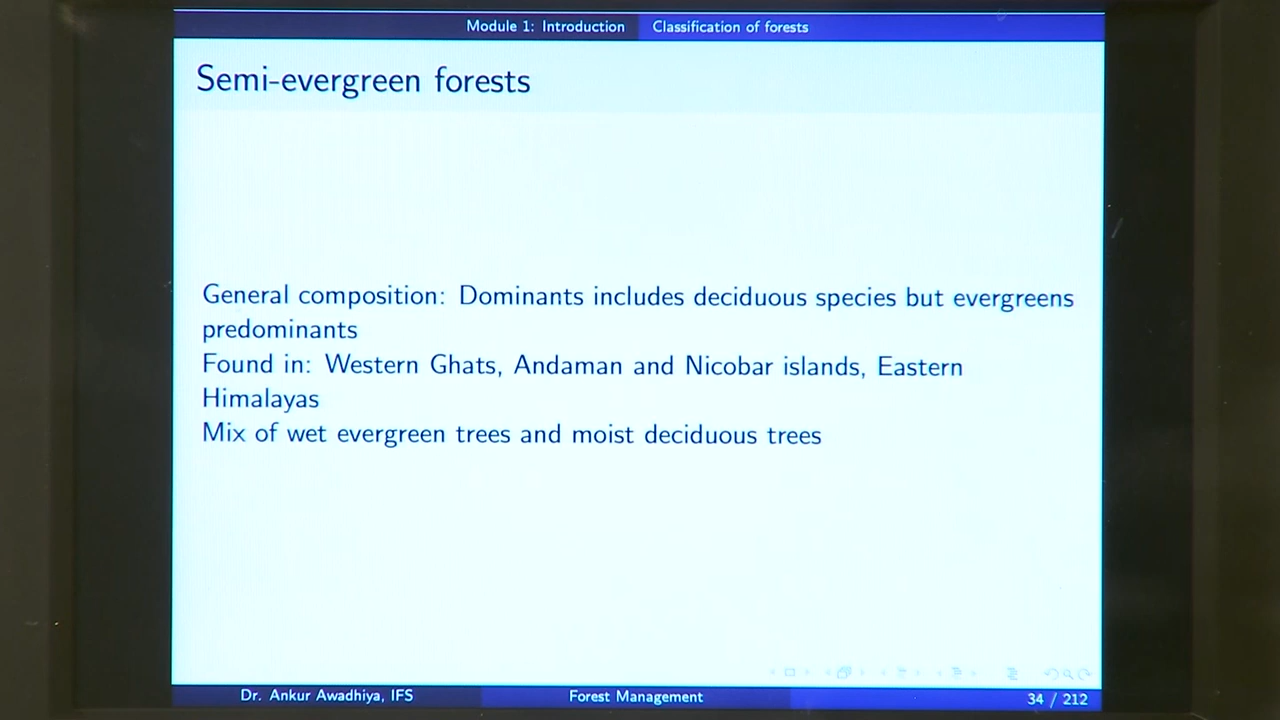 Module 1: Introduction Classification of forests
Semi-evergreen forests
General composition: Dominants includes deciduous species but evergreens
predominants
Found in: Western Ghats, Andaman and Nicobar islands, Eastern
Himalayas
Mix of wet evergreen trees and moist deciduous trees
Dr. Ankur Awadhiya, IFS Forest Management 34 / 212